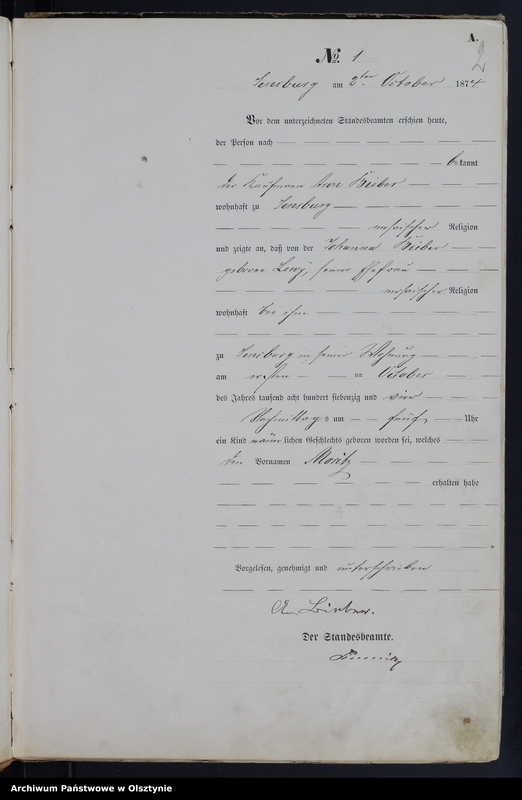 A.
2
No. 1
Sensburg am 2ten October 1874
Vor dem unterzeichneten Standesbeamten erschien heute,
der Person nach
bekannt
der Kaufmann Aron Bieber
wohnhaft zu Sensburg
mosaischer Religion
und zeigte an, daß von der Johanna Bieber
geborene Lewy, seiner Ehefrau
mosaischer Religion
wohnhaft bei ihm
zu Sensburg in seiner Wohnung
am ersten ten October
des Jahres tausend acht hundert siebenzig und vier
Nachmittags um fünf Uhr
ein Kind männlichen Geschlechts geboren worden sei, welches
den Vornamen Moritz
erhalten habe
Vorgelesen, genehmigt und unterschrieben
A Bieber.
Der Standesbeamte.
Archiwum Państwowe w Olsztynie